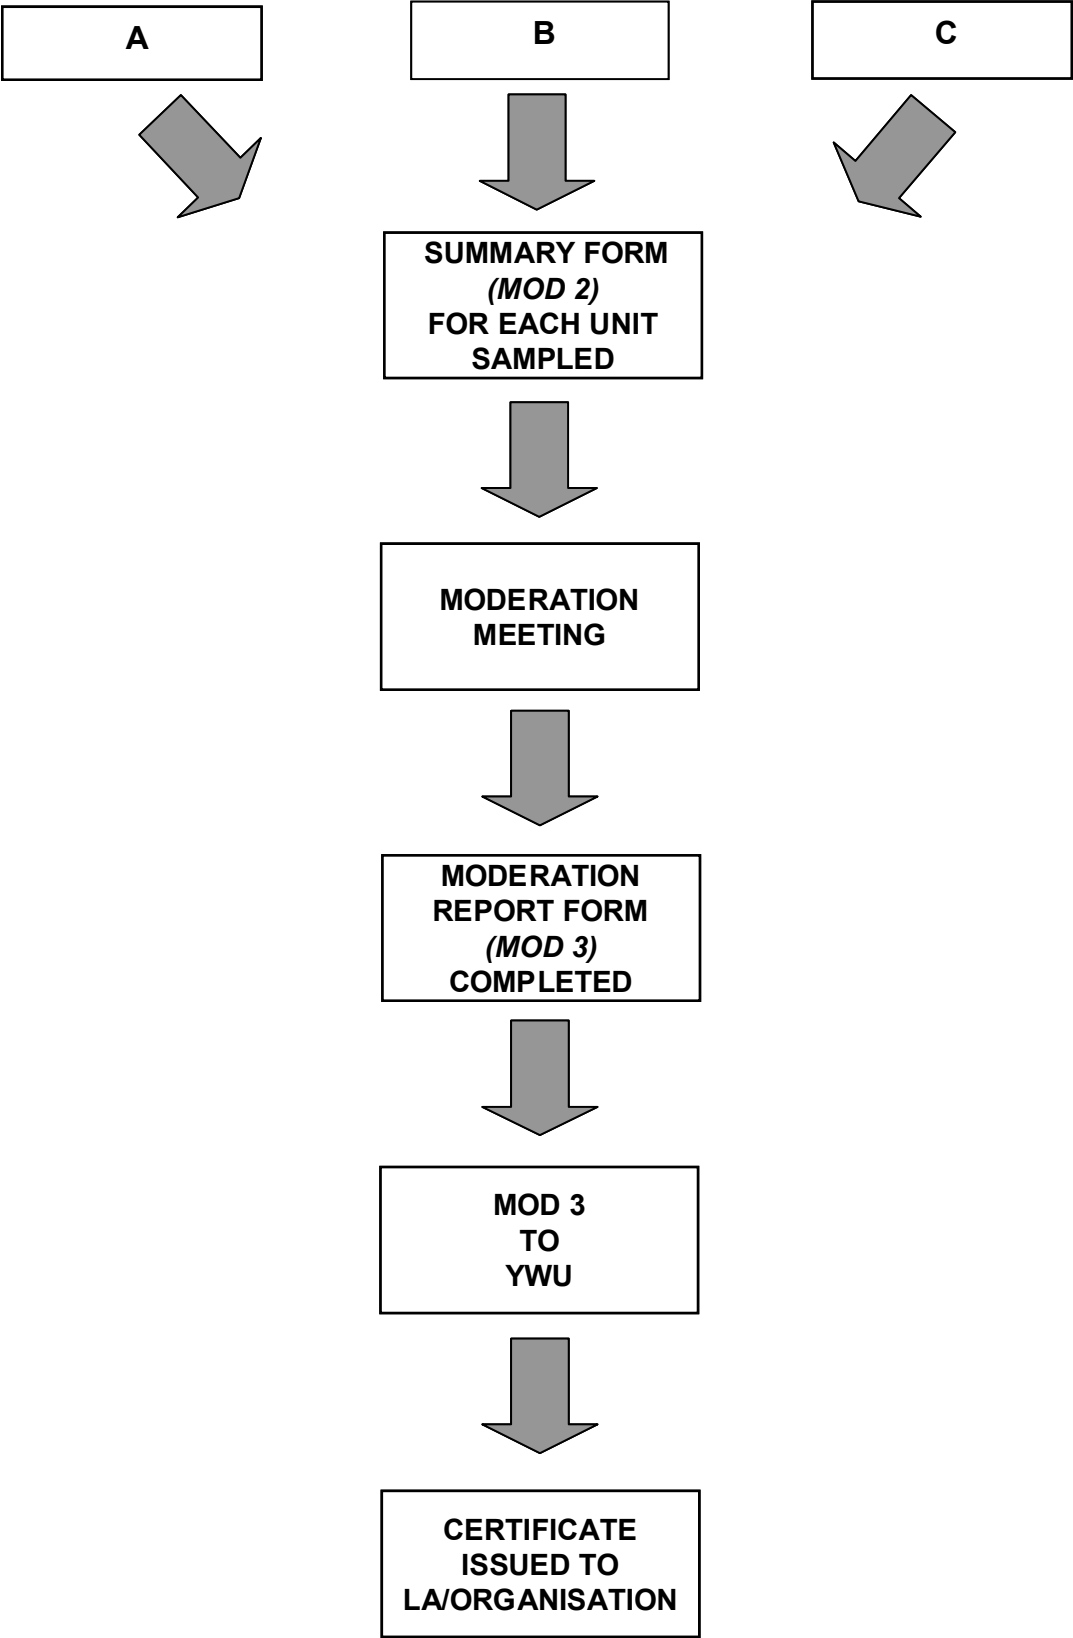 A
B
C
SUMMARY FORM
(MOD 2)
FOR EACH UNIT
SAMPLED
MODERATION
MEETING
MODERATION
REPORT FORM
(MOD 3)
COMPLETED
MOD 3
TO
YWU
CERTIFICATE
ISSUED TO
LA/ORGANISATION